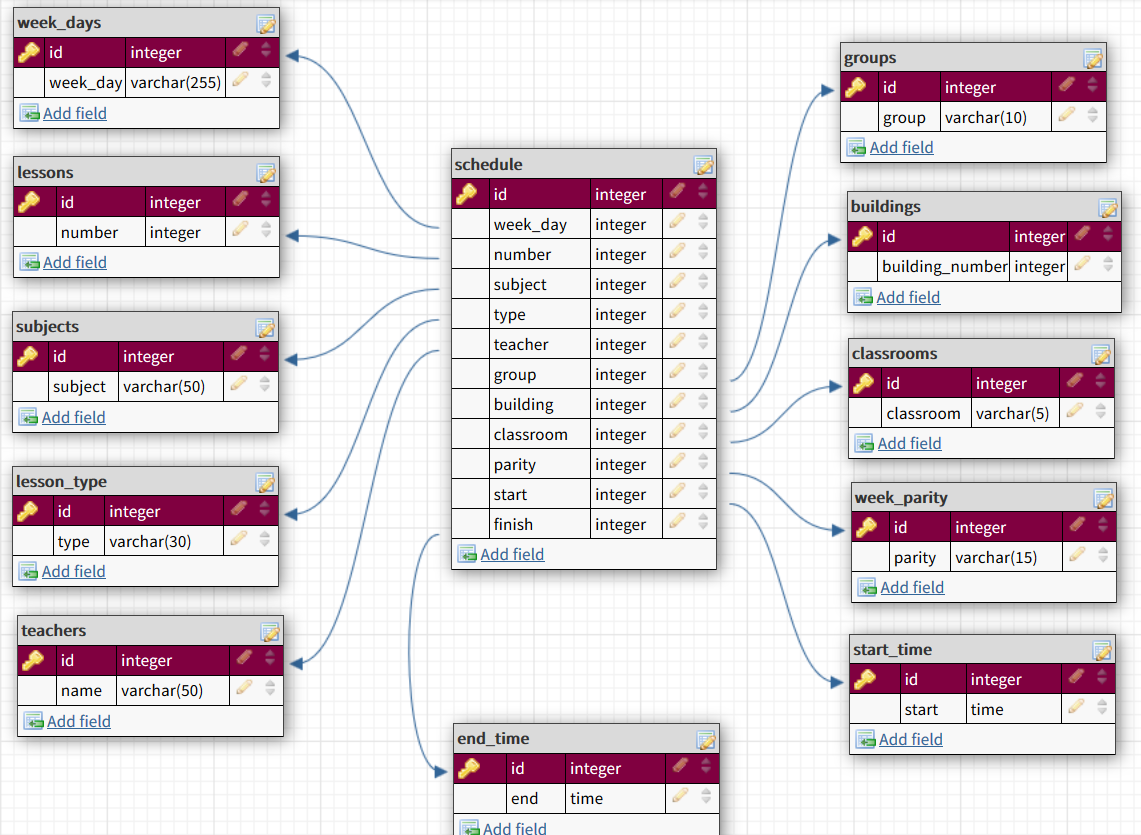 week_days
id integer
week_day varchar(255)
Add field
lessons
id integer
number integer
Add field
subjects
id integer
subject varchar(50)
Add field
lesson_type
id integer
type varchar(30)
Add field
teachers
id integer
name varchar(50)
Add field
schedule
id integer
week_day integer
number integer
subject integer
type integer
teacher integer
group integer
building integer
classroom integer
parity integer
start integer
finish integer
Add field
end_time
id integer
end time
Add field
groups
id integer
group varchar(10)
Add field
buildings
id integer
building_number integer
Add field
classrooms
id integer
classroom varchar(5)
Add field
week_parity
id integer
parity varchar(15)
Add field
start_time
id integer
start time
Add field